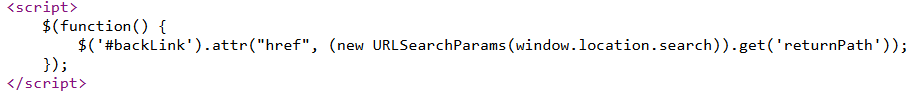 <script>
$(function() {
$('#backLink').attr("href", (new URLSearchParams(window.location.search)).get('returnPath'));
});
</script>